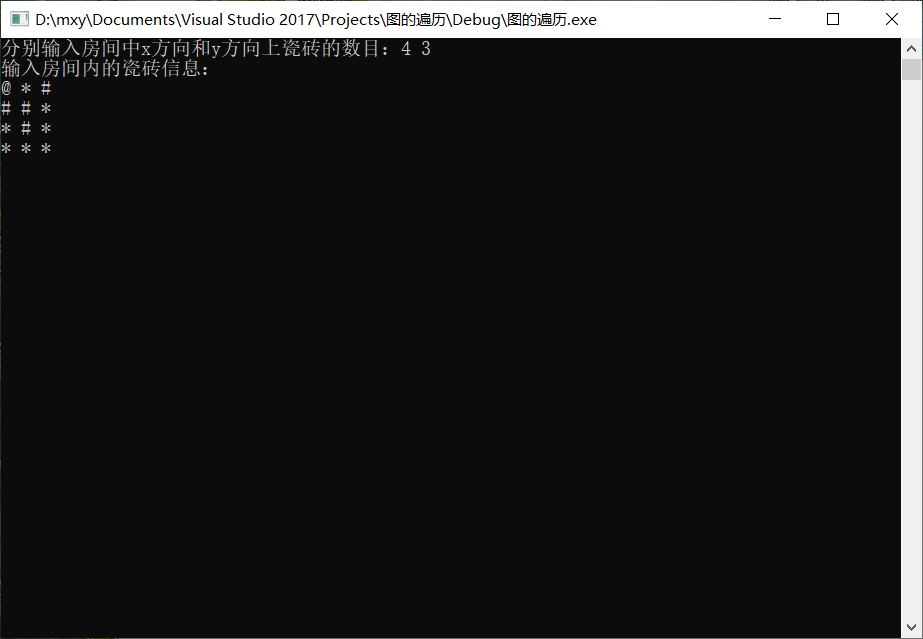 D:\mxy\Documents\Visual Studio 2017\Projects\图的遍历\Debug\图的遍历.exe
分别输入房间中x方向和y方向上瓷砖的数目：4 3
输入房间内的瓷砖信息：
@ * #
# # *
* # *
* * *